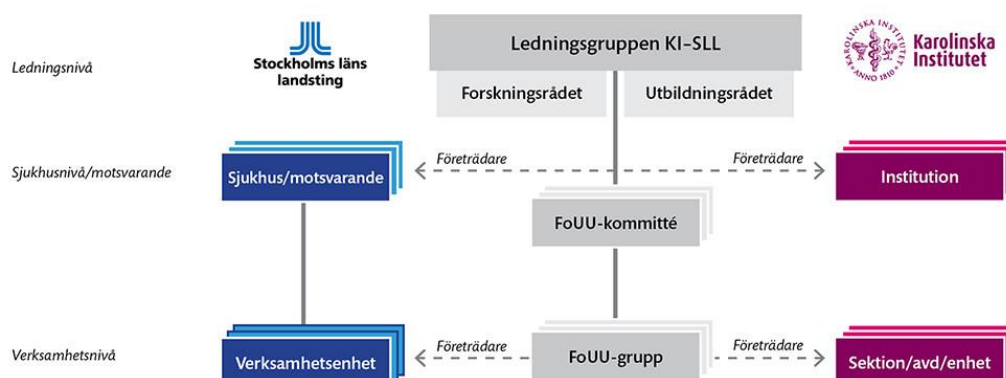 Stockholms läns
landsting
Ledningsgruppen KI–SLL
KAROLINSKA INSTITUTET
ANNO 1810
Karolinska
Institutet
Ledningsnivå
Forskningsrådet
Utbildningsrådet
Sjukhusnivå/motsvarande
Sjukhus/motsvarande
Företrädare
Företrädare
Institution
FoUU-kommitté
Verksamhetsnivå
Verksamhetsenhet
Företrädare
FoUU-grupp
Företrädare
Sektion/avd/enhet